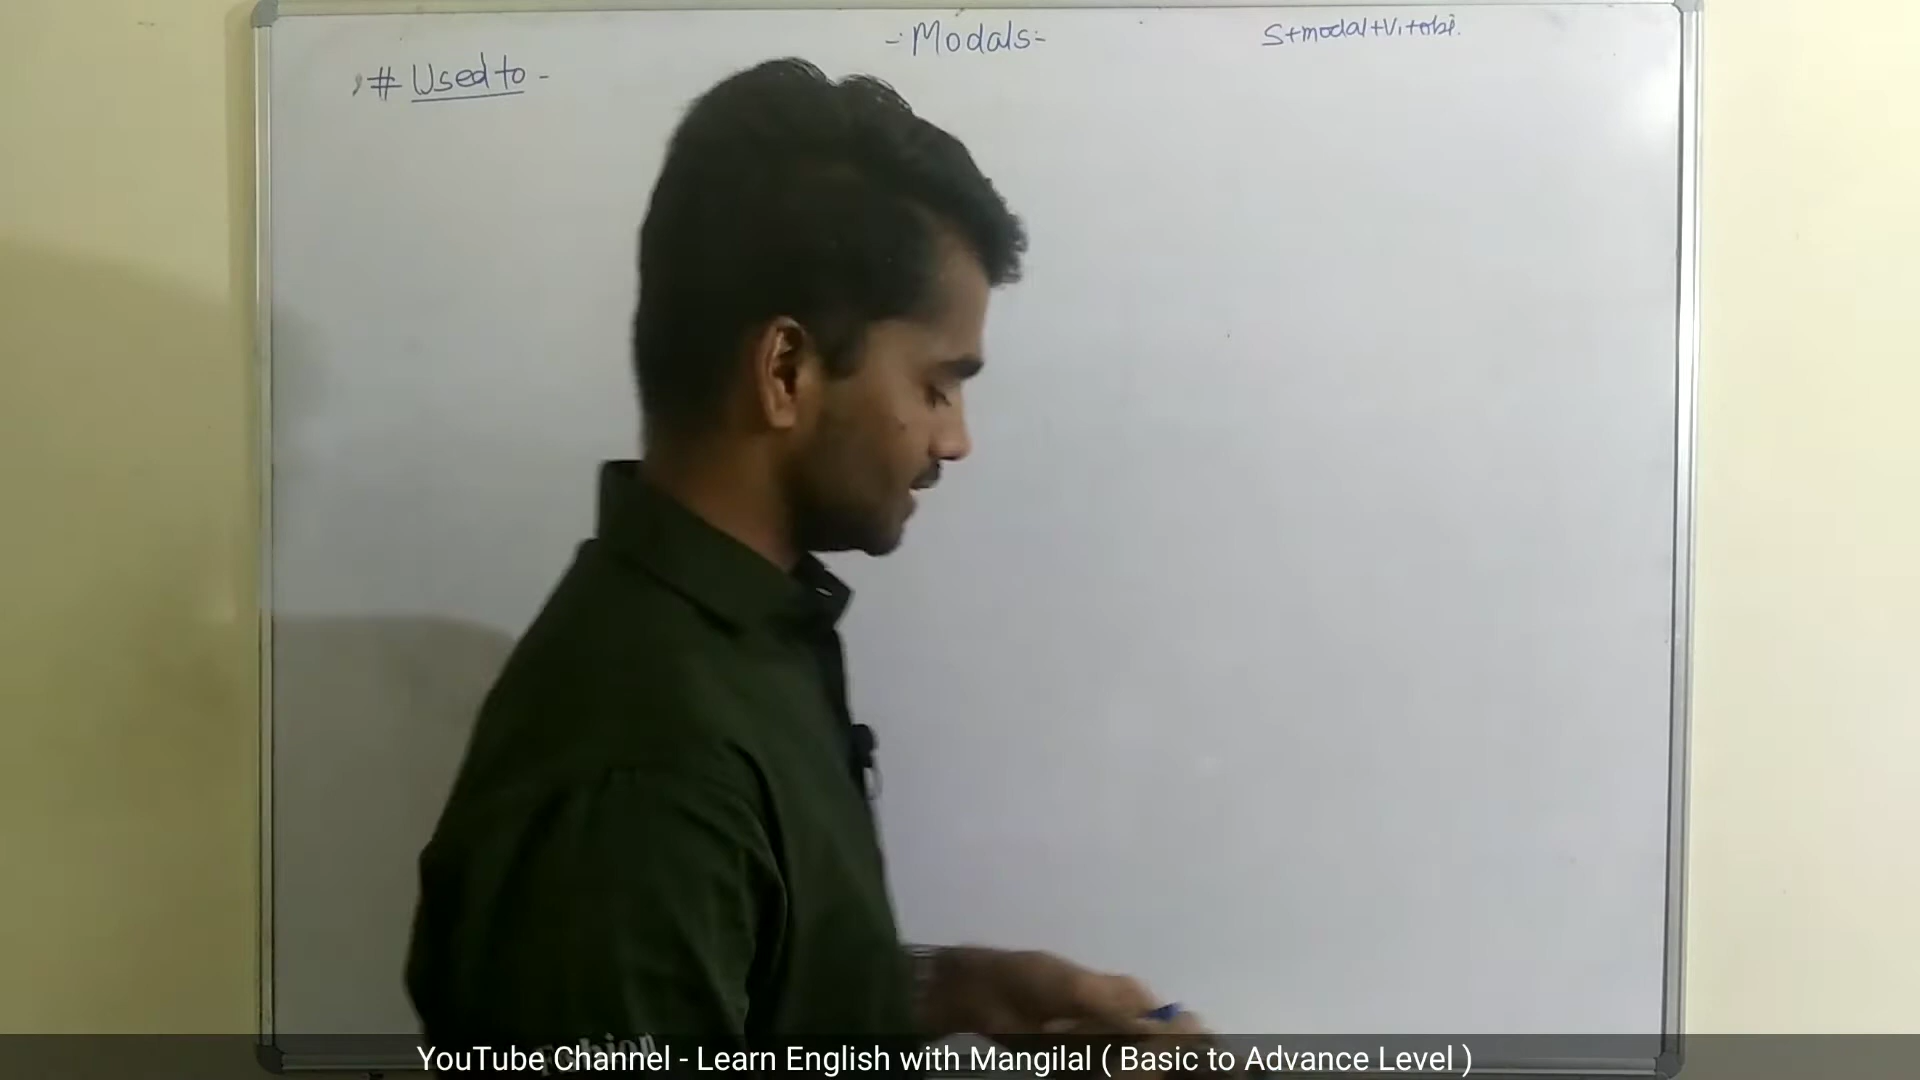 -: Modals:-
S+modal+V₁+obj.
# Used to -
YouTube Channel - Learn English with Mangilal ( Basic to Advance Level )